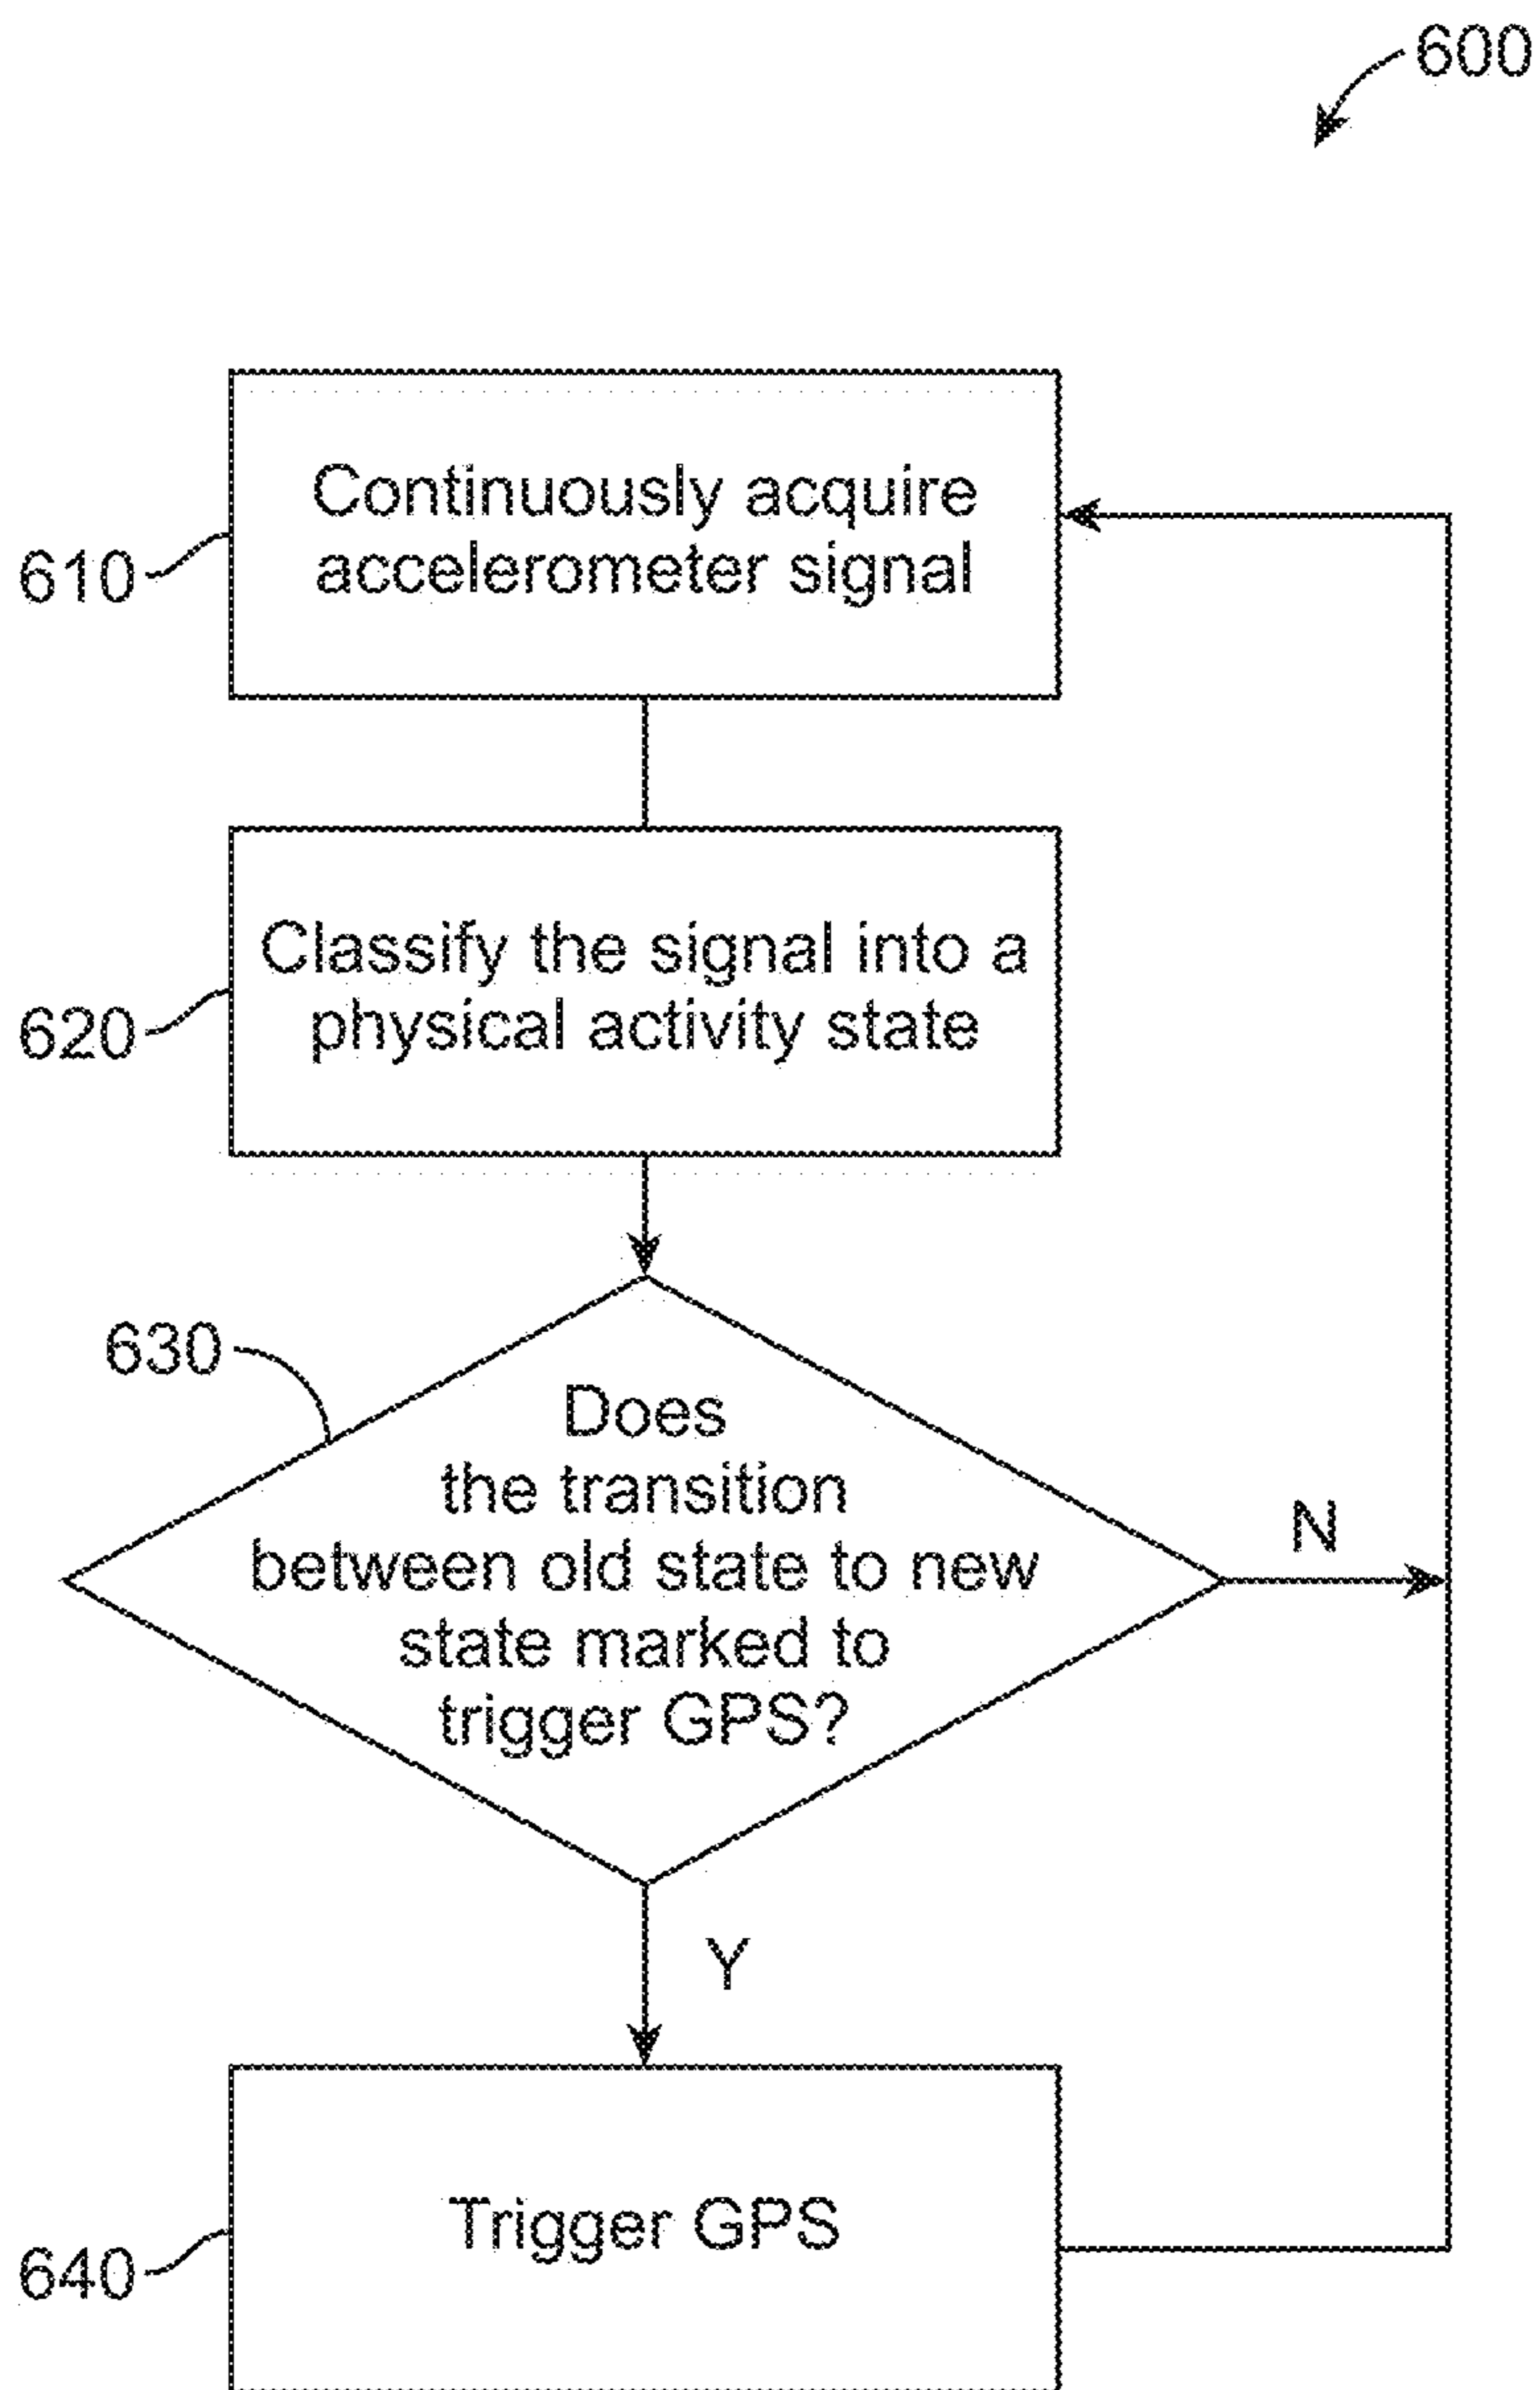 600
610
Continuously acquire
accelerometer signal
620
Classify the signal into a
physical activity state
630
Does
the transition
between old state to new
state marked to
trigger GPS?
N
Y
640
Trigger GPS